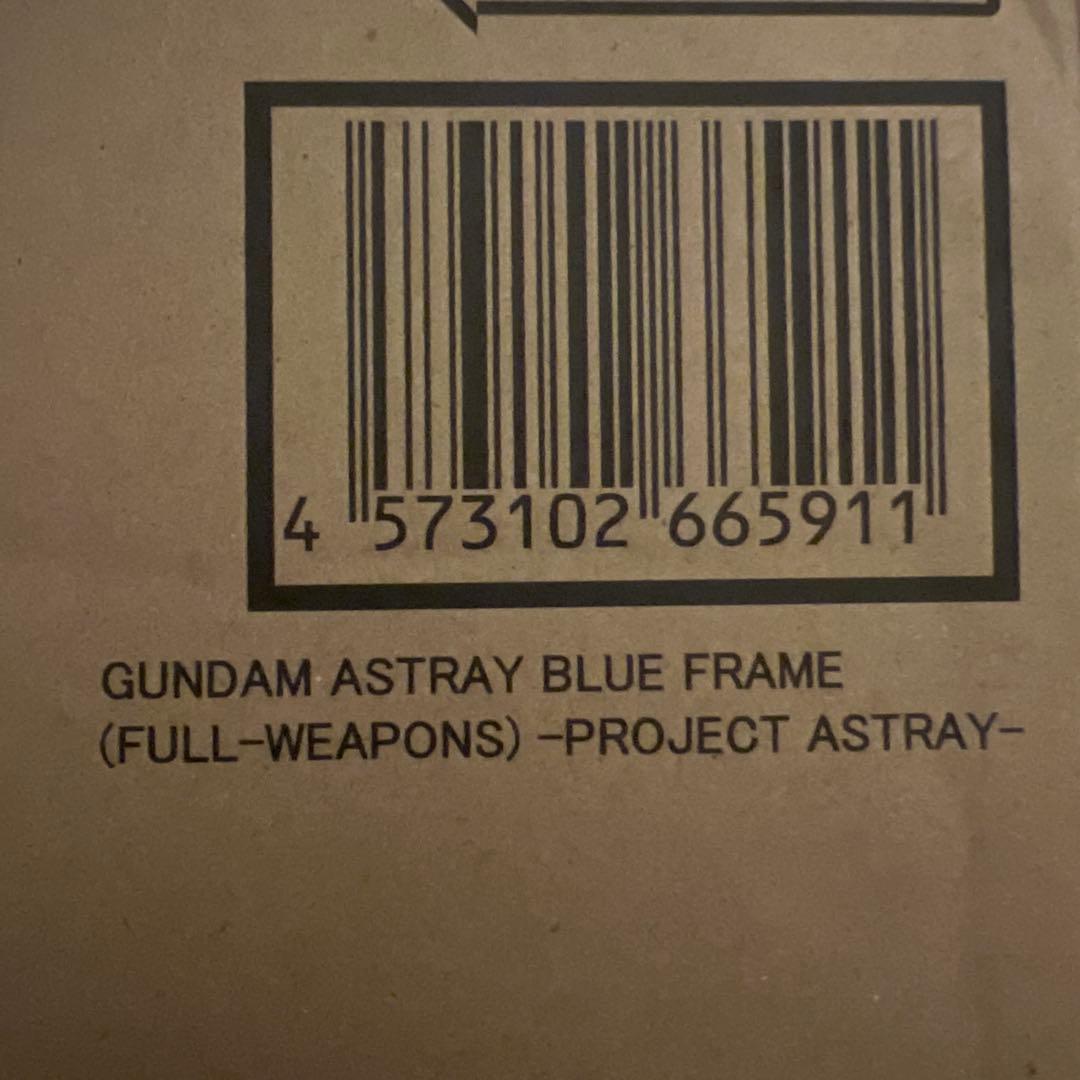 4 573102 665911
GUNDAM ASTRAY BLUE FRAME
(FULL-WEAPONS) -PROJECT ASTRAY-